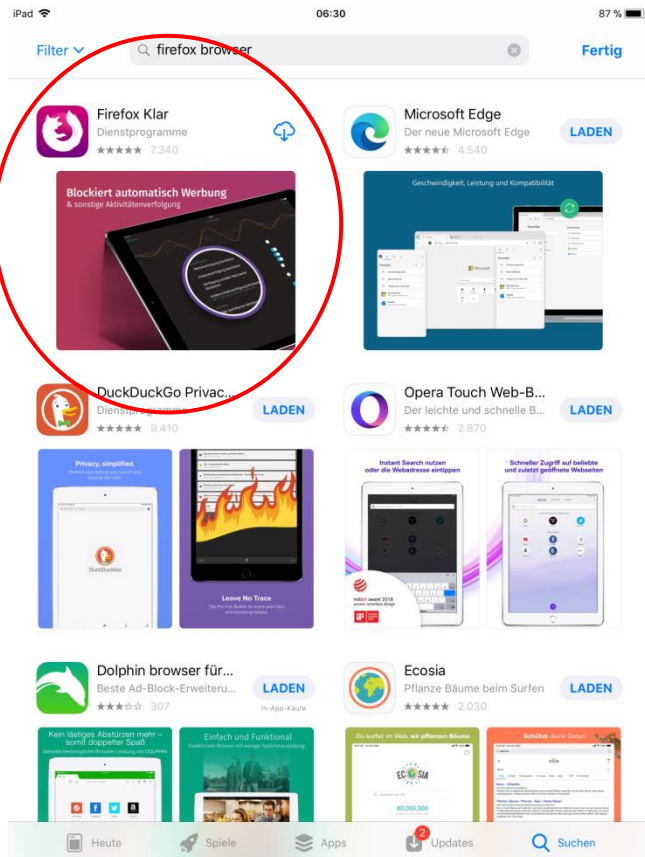 iPad
06:30
87 %
Filter
firefox browser
Fertig
Firefox Klar
Dienstprogramme
7.340
Blockiert automatisch Werbung
& sonstige Aktivitätenverfolgung
Microsoft Edge
Der neue Microsoft Edge
4.540
LADEN
Geschwindigkeit, Leistung und Kompatibilität
Microsoft
DuckDuckGo Privac...
Dienstprogramme
9.410
LADEN
Privacy, simplified.
DuckDuckGo
Leave No Trace
Opera Touch Web-B...
Der leichte und schnelle B...
2.870
LADEN
Instant Search nutzen
oder die Webadresse eintippen
reddot award 2018
Schneller Zugriff auf beliebte
und zuletzt geöffnete Webseiten
Dolphin browser für...
Beste Ad-Block-Erweiteru...
307
LADEN
In-App-Käufe
Kein lästiges Abstürzen mehr –
somit doppelter Spaß
Einfach und Funktional
Ecosia
Pflanze Bäume beim Surfen
2.030
LADEN
Du surfst im Web, wir pflanzen Bäume
ECOSIA
80,000,000
Schützt deine Daten
Heute
Spiele
Apps
2
Updates
Suchen